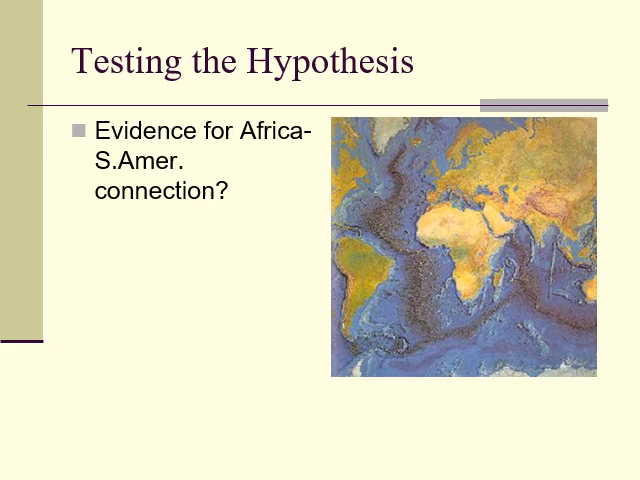 Testing the Hypothesis
Evidence for Africa-
S.Amer.
connection?